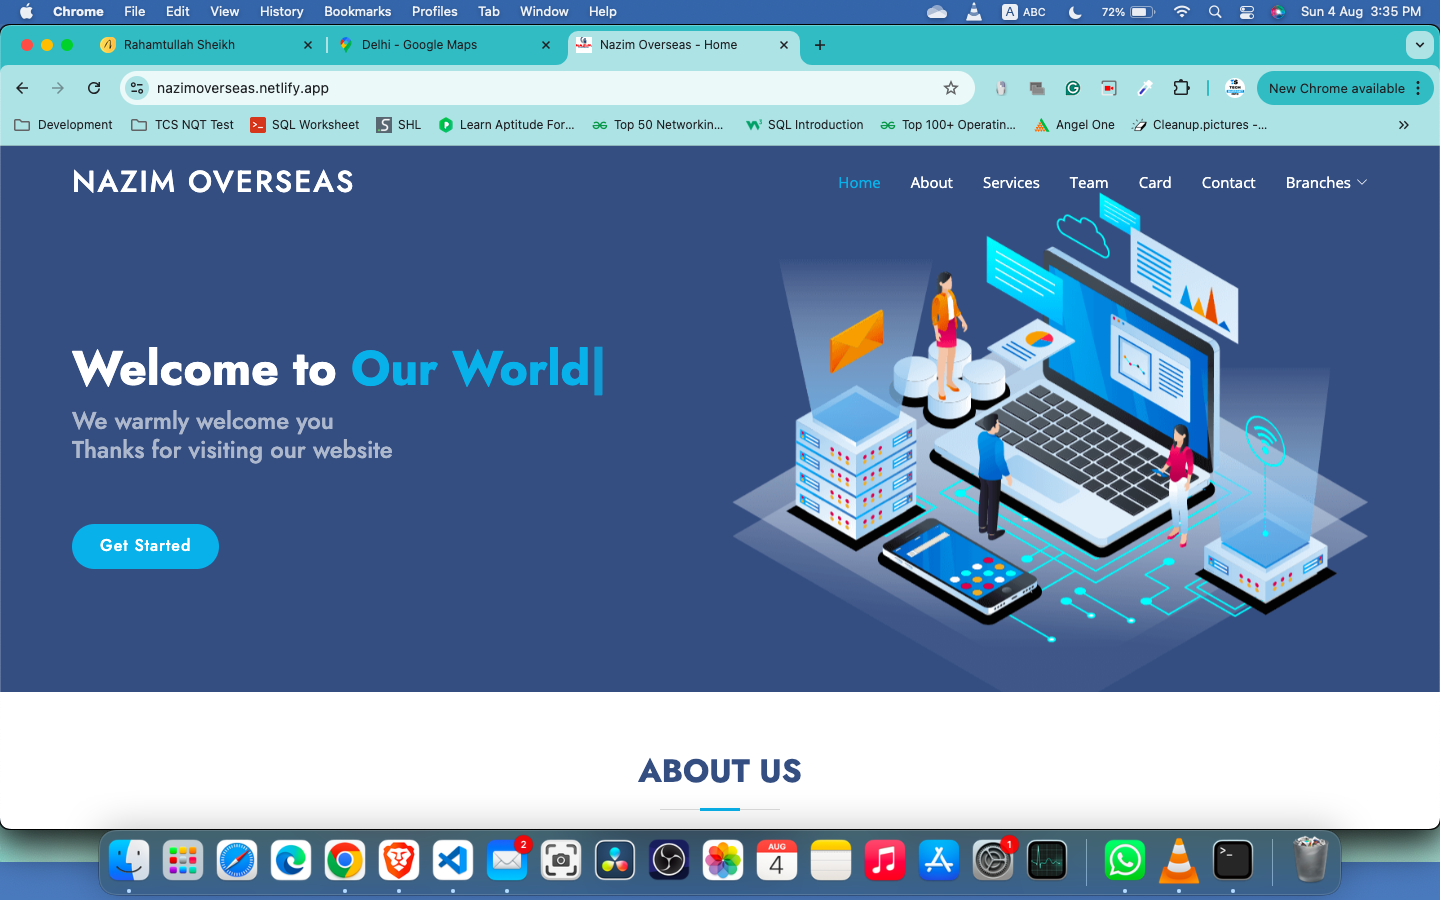 Chrome File Edit View History Bookmarks Profiles Tab Window Help A ABC 72% Sun 4 Aug 3:35 PM
Rahamtullah Sheikh Delhi - Google Maps Nazim Overseas - Home
nazimoverseas.netlify.app New Chrome available
Development TCS NQT Test SQL Worksheet SHL Learn Aptitude For... Top 50 Networkin... SQL Introduction Top 100+ Operatin... Angel One Cleanup.pictures -...
NAZIM OVERSEAS Home About Services Team Card Contact Branches
Welcome to Our World|
We warmly welcome you
Thanks for visiting our website
Get Started
ABOUT US
2 AUG 4 1